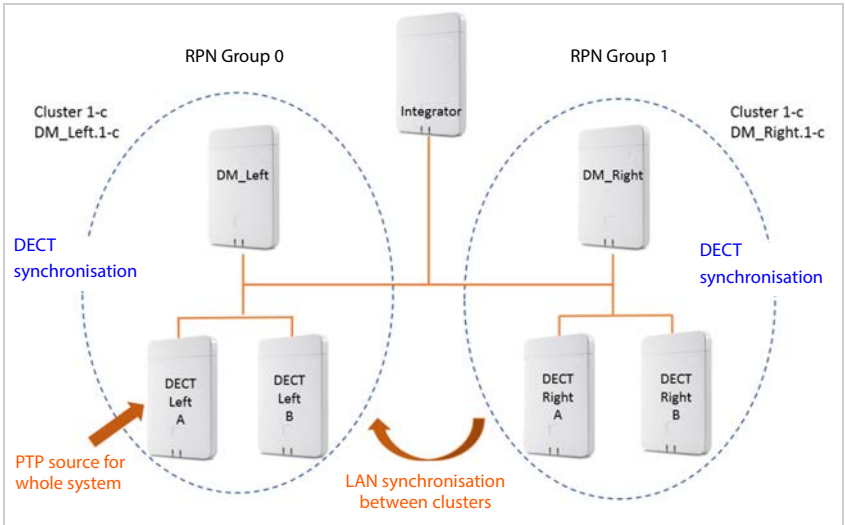 RPN Group 0
RPN Group 1
Integrator
Cluster 1-c
DM_Left.1-c
Cluster 1-c
DM_Right.1-c
DM_Left
DM_Right
DECT
synchronisation
DECT
synchronisation
DECT
Left
A
DECT
Left
B
DECT
Right
A
DECT
Right
B
PTP source for
whole system
LAN synchronisation
between clusters